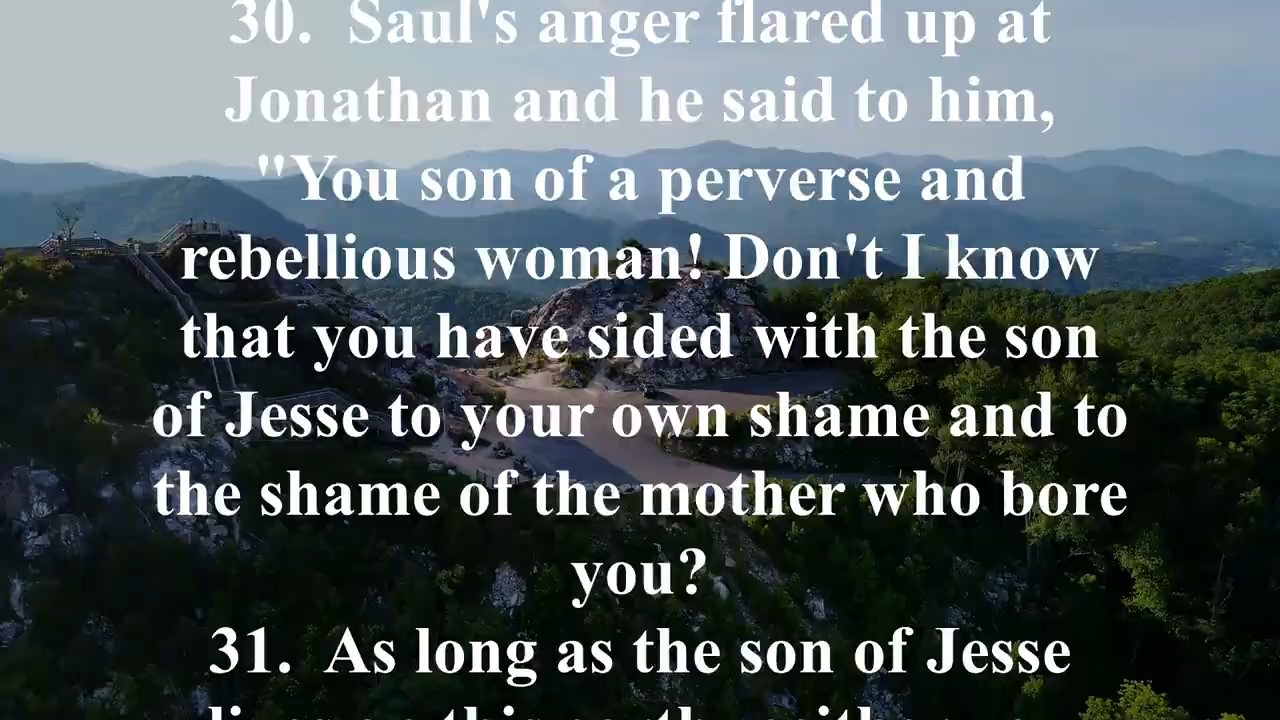 30.  Saul's anger flared up at
Jonathan and he said to him,
"You son of a perverse and
rebellious woman! Don't I know
that you have sided with the son
of Jesse to your own shame and to
the shame of the mother who bore
you?
31.  As long as the son of Jesse